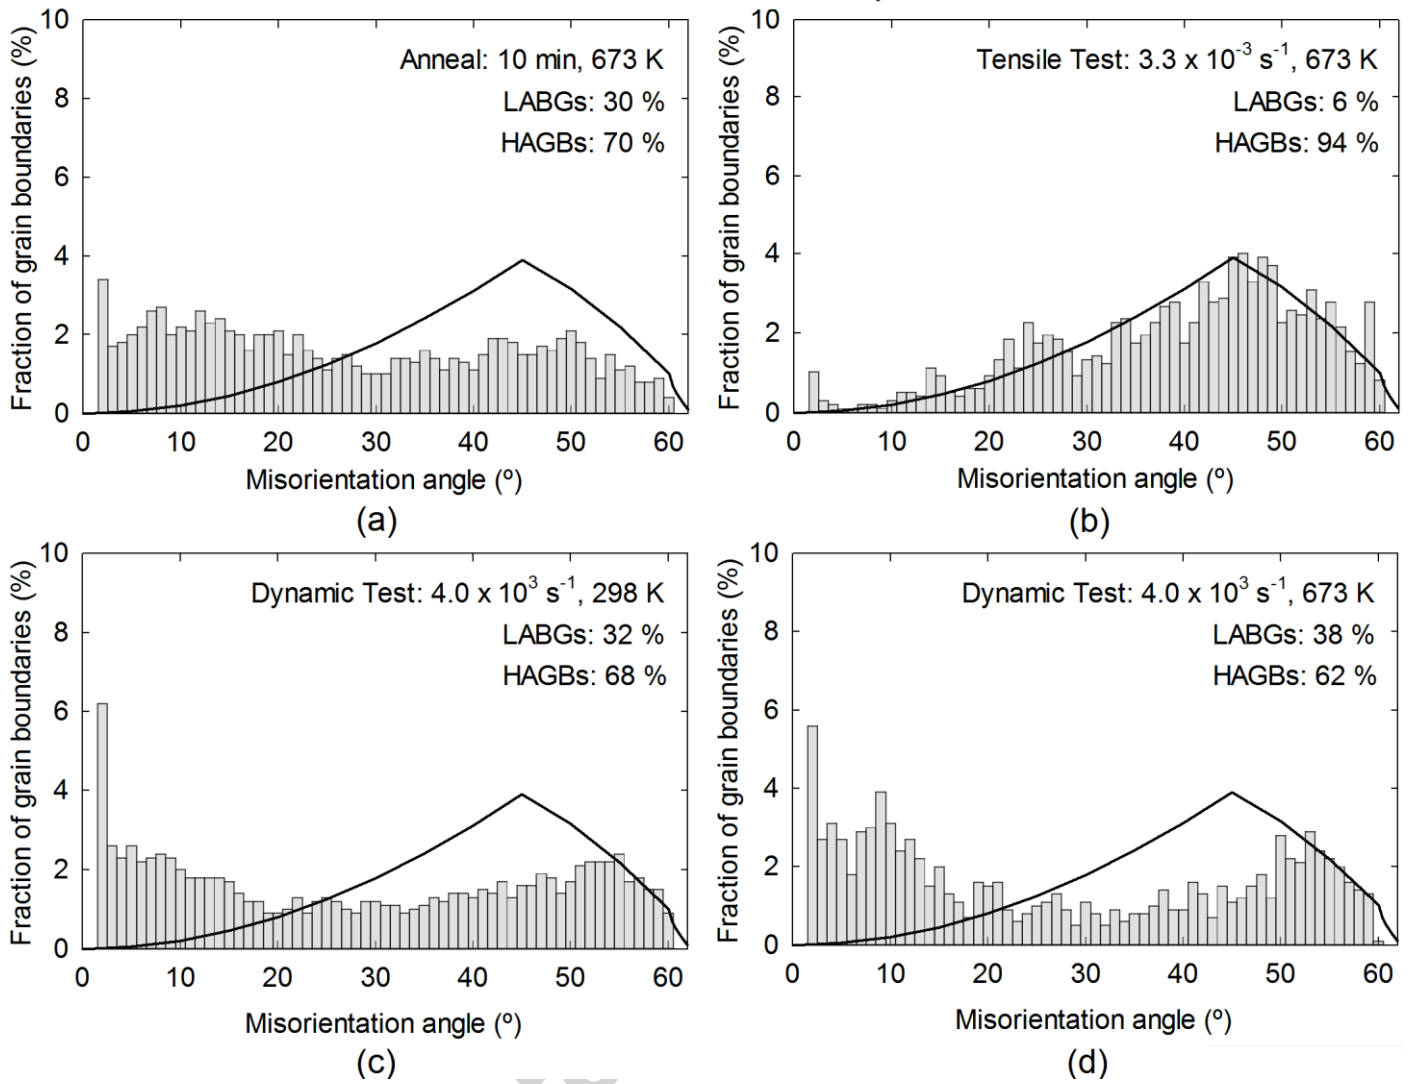 10
8
6
4
2
0
Fraction of grain boundaries (%)
Anneal: 10 min, 673 K
LABGs: 30 %
HAGBs: 70 %
0 10 20 30 40 50 60
Misorientation angle (º)
(a)
10
8
6
4
2
0
Fraction of grain boundaries (%)
Tensile Test: 3.3 x 10⁻³ s⁻¹, 673 K
LABGs: 6 %
HAGBs: 94 %
0 10 20 30 40 50 60
Misorientation angle (º)
(b)
10
8
6
4
2
0
Fraction of grain boundaries (%)
Dynamic Test: 4.0 x 10³ s⁻¹, 298 K
LABGs: 32 %
HAGBs: 68 %
0 10 20 30 40 50 60
Misorientation angle (º)
(c)
10
8
6
4
2
0
Fraction of grain boundaries (%)
Dynamic Test: 4.0 x 10³ s⁻¹, 673 K
LABGs: 38 %
HAGBs: 62 %
0 10 20 30 40 50 60
Misorientation angle (º)
(d)